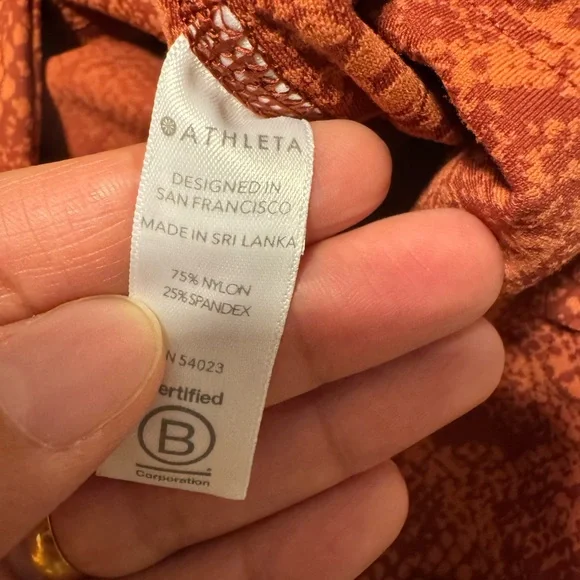 ATHLETA
DESIGNED IN
SAN FRANCISCO
MADE IN SRI LANKA
75% NYLON
25% SPANDEX
N 54023
ertified
B
Corporation